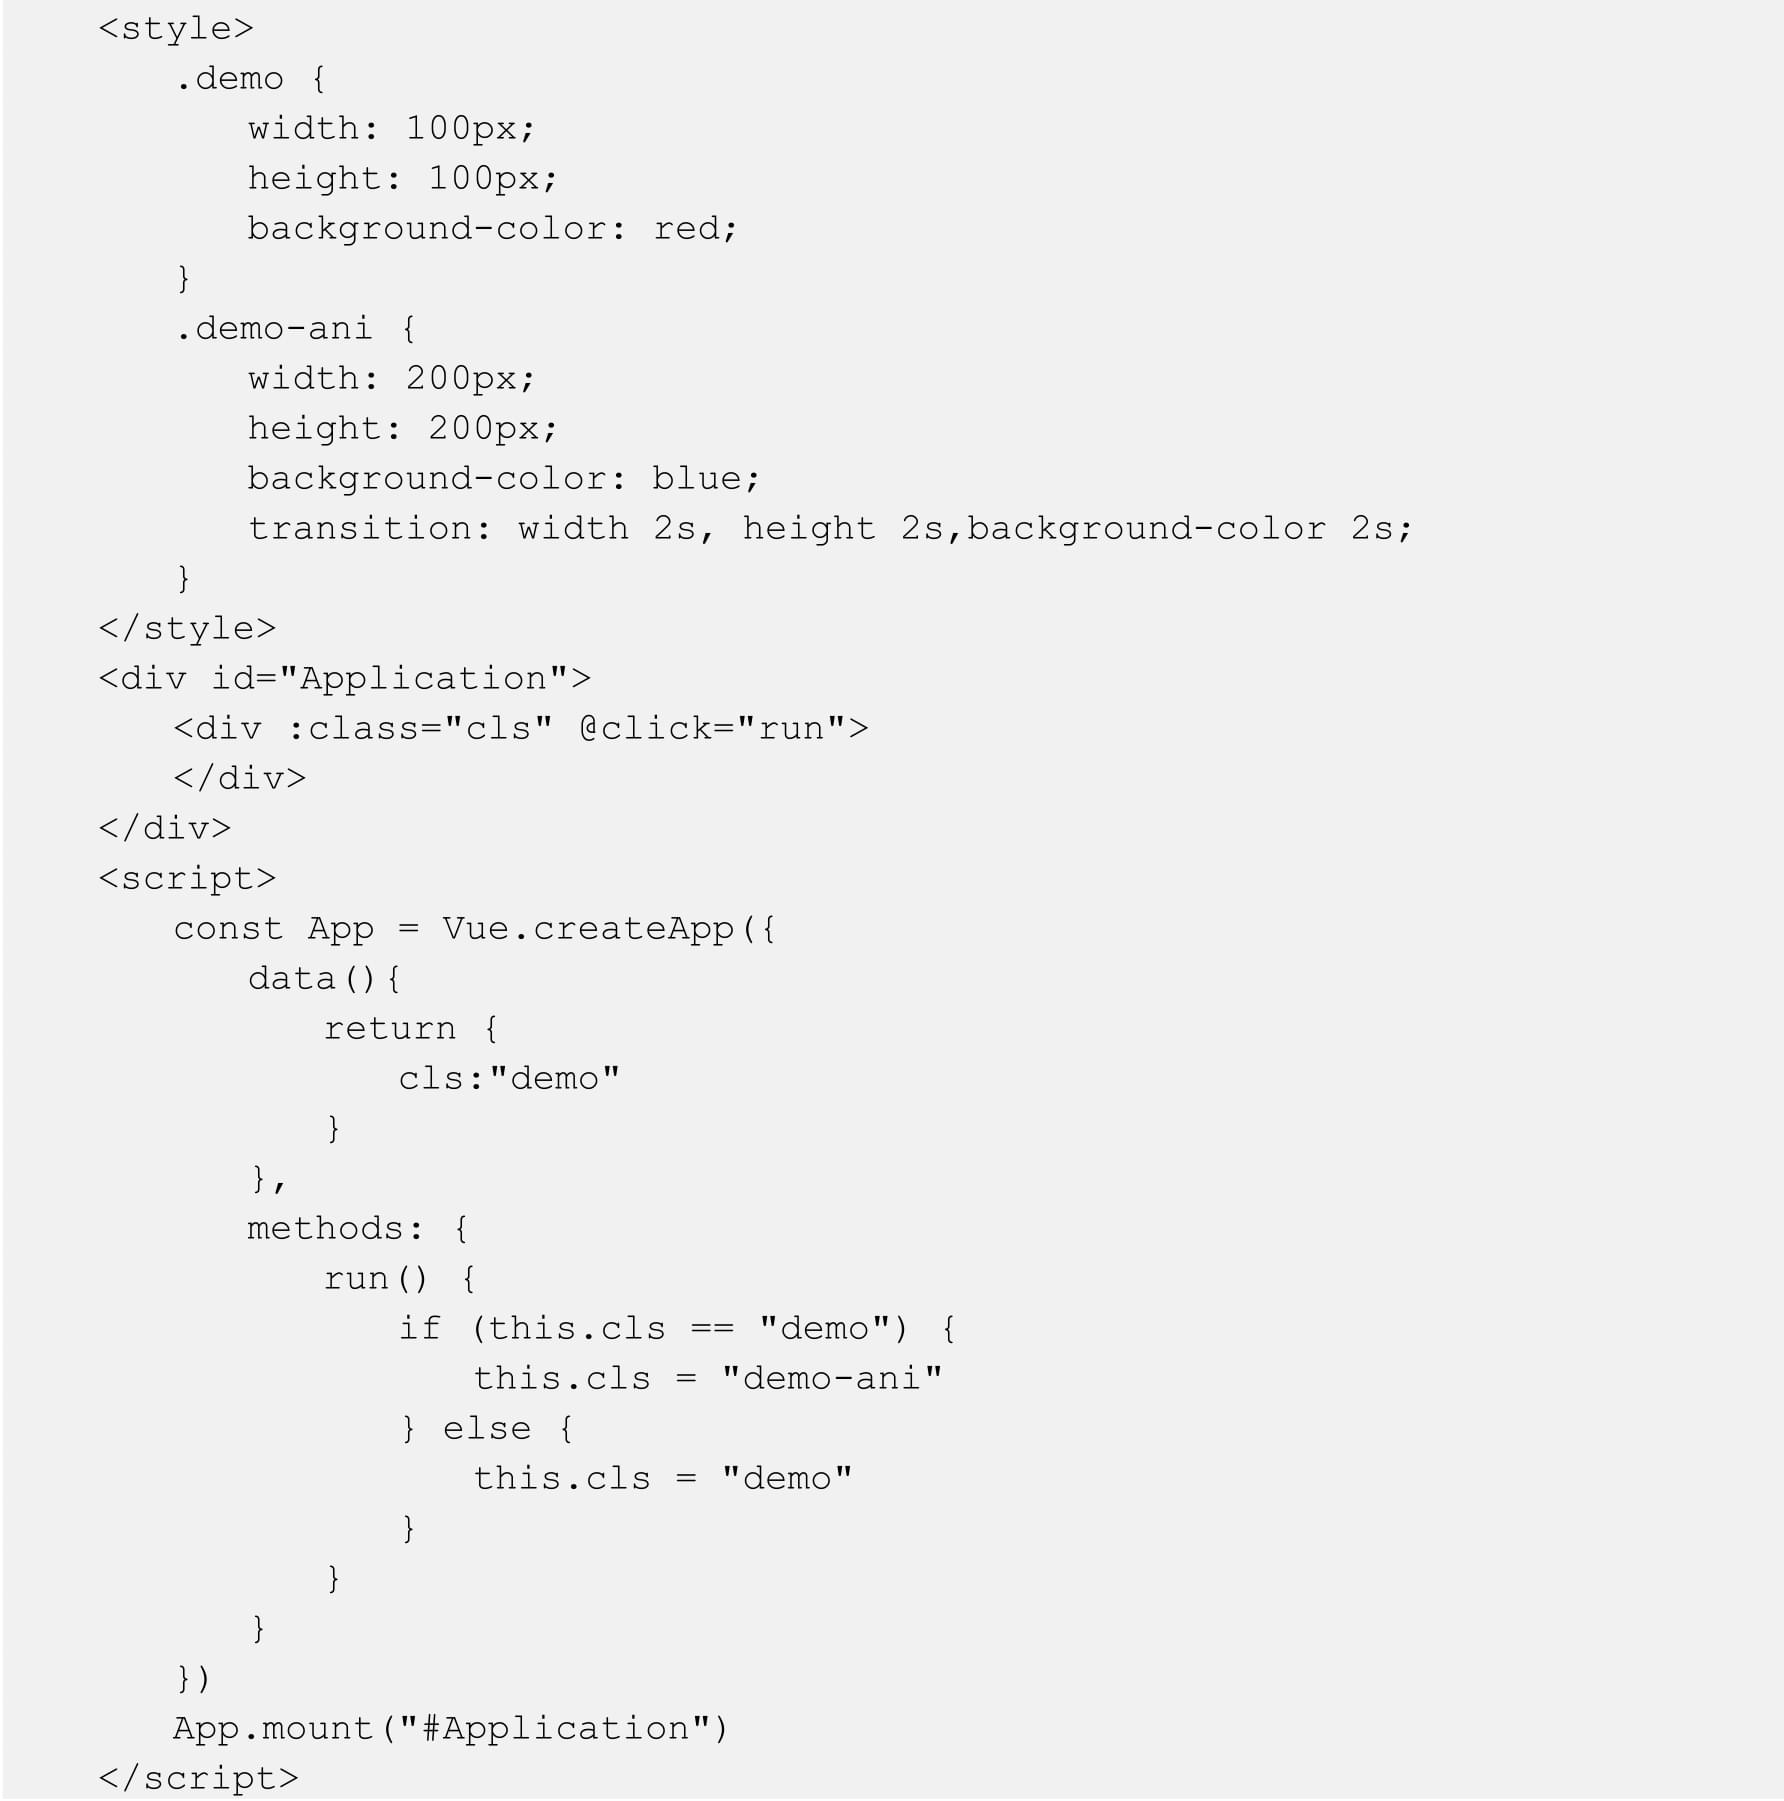 <style>
    .demo {
        width: 100px;
        height: 100px;
        background-color: red;
    }
    .demo-ani {
        width: 200px;
        height: 200px;
        background-color: blue;
        transition: width 2s, height 2s,background-color 2s;
    }
</style>
<div id="Application">
    <div :class="cls" @click="run">
    </div>
</div>
<script>
    const App = Vue.createApp({
        data(){
            return {
                cls:"demo"
            }
        },
        methods: {
            run() {
                if (this.cls == "demo") {
                    this.cls = "demo-ani"
                } else {
                    this.cls = "demo"
                }
            }
        }
    })
    App.mount("#Application")
</script>